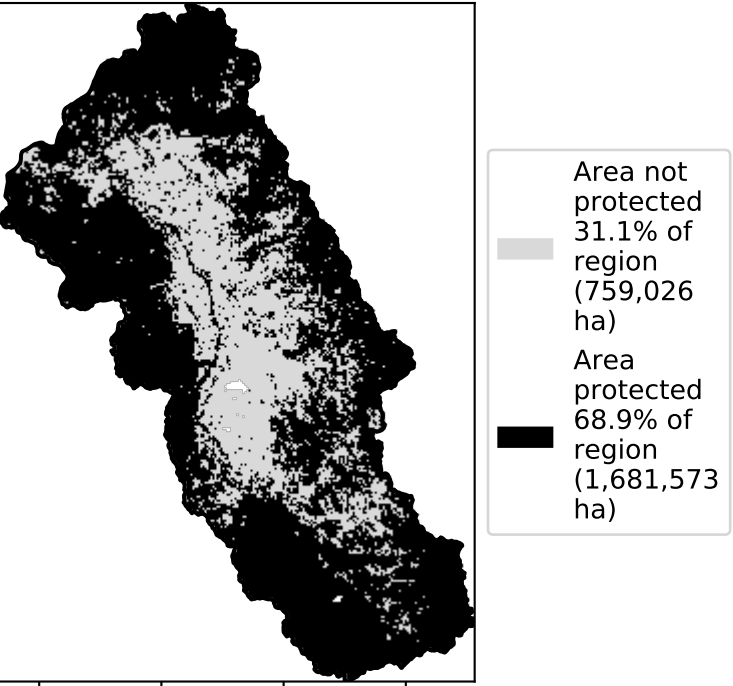 Area not
protected
31.1% of
region
(759,026
ha)
Area
protected
68.9% of
region
(1,681,573
ha)